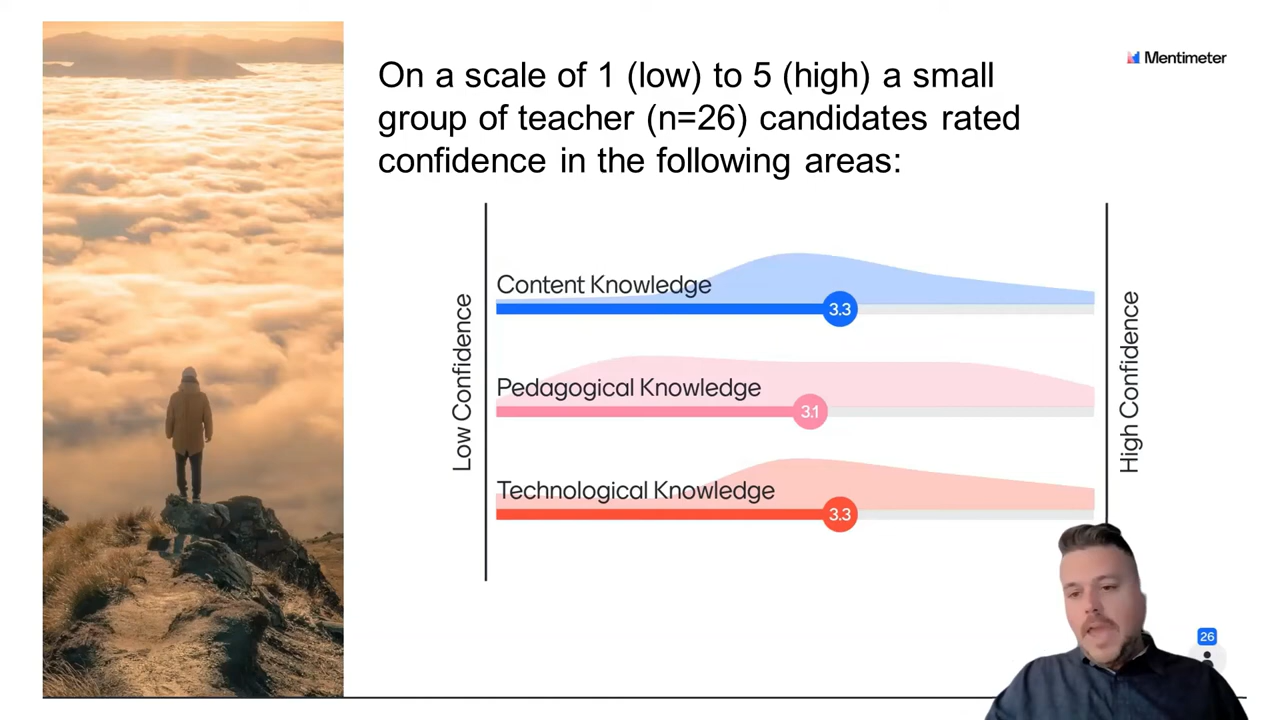 On a scale of 1 (low) to 5 (high) a small
group of teacher (n=26) candidates rated
confidence in the following areas:
Mentimeter
Low Confidence
Content Knowledge
3.3
Pedagogical Knowledge
3.1
Technological Knowledge
3.3
High Confidence
26